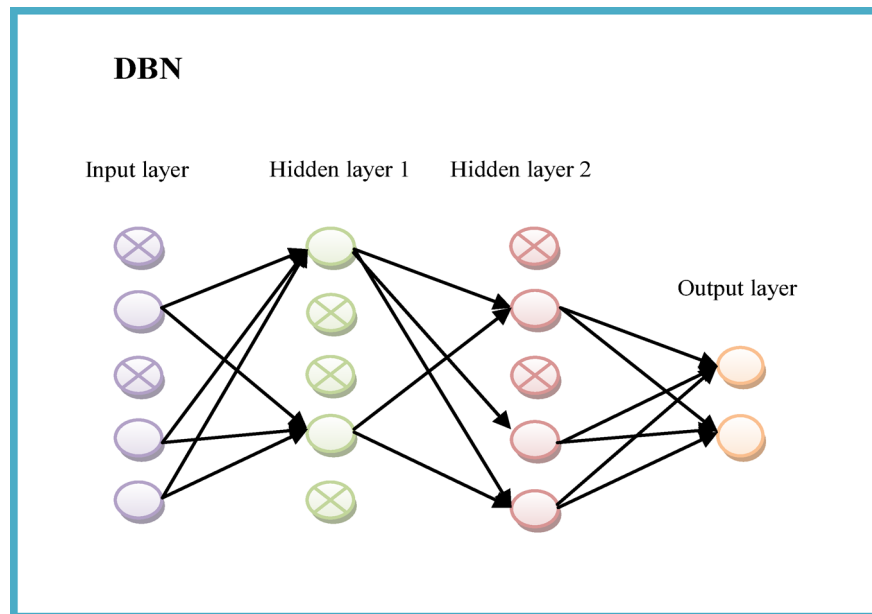 DBN
Input layer
Hidden layer 1
Hidden layer 2
Output layer